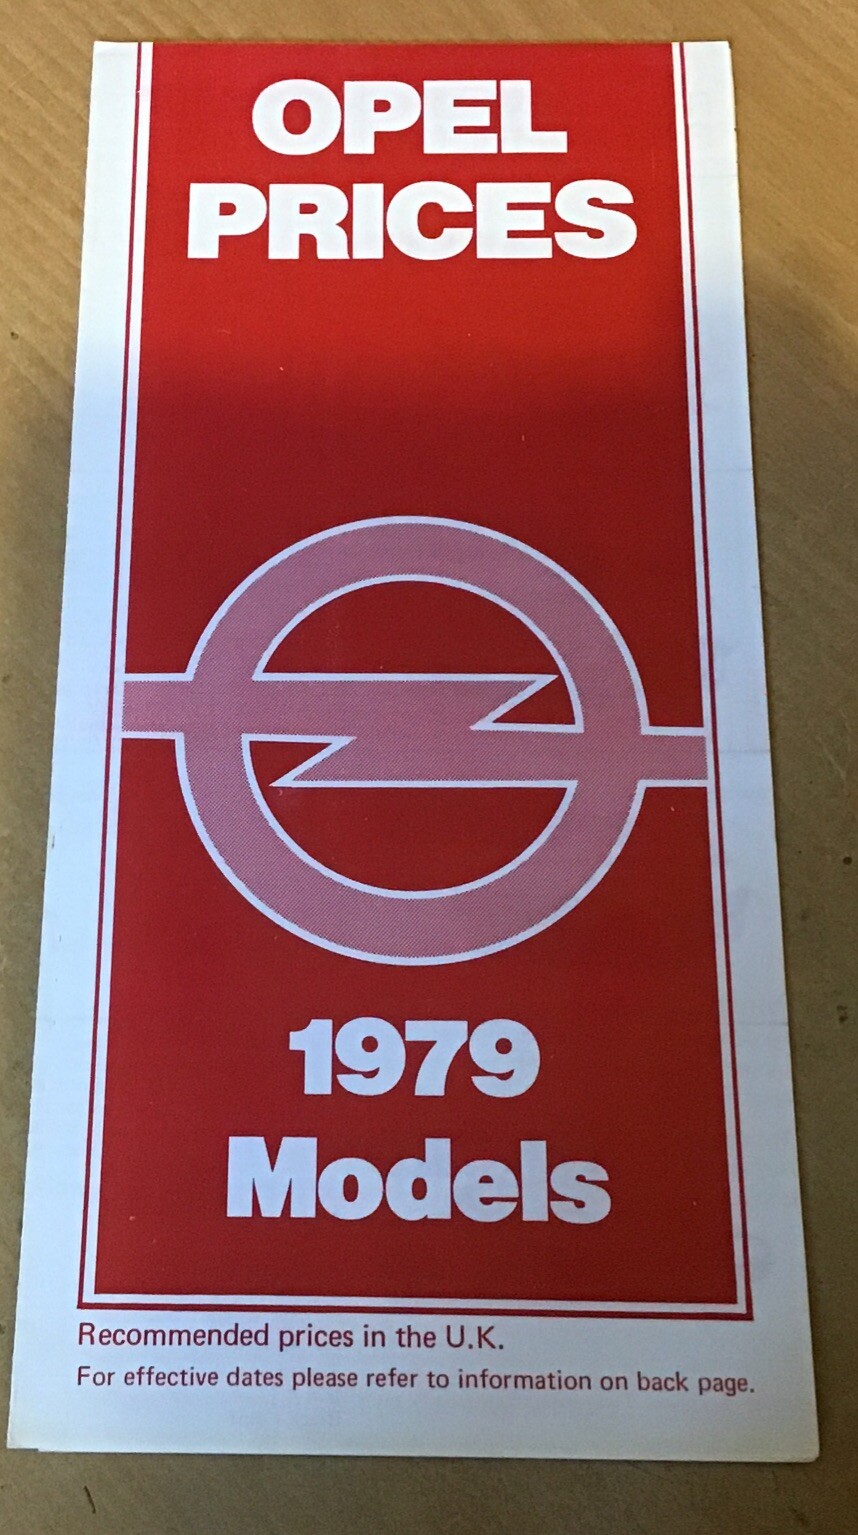 OPEL
PRICES
1979
Models
Recommended prices in the U.K.
For effective dates please refer to information on back page.